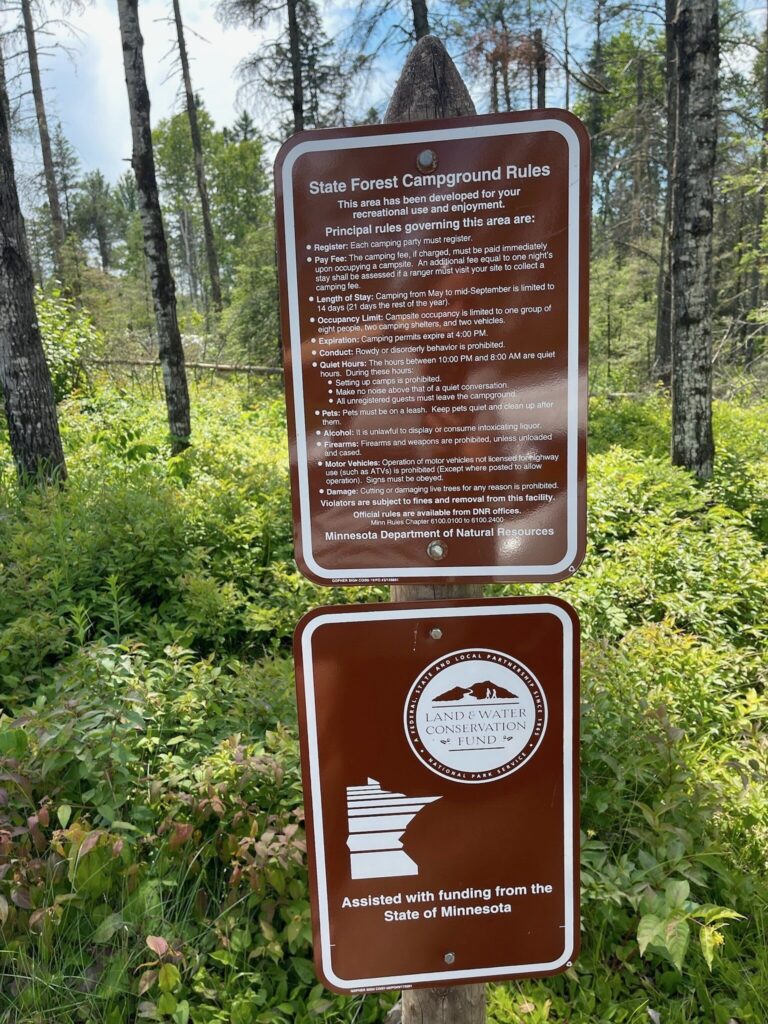 State Forest Campground Rules
This area has been developed for your
recreational use and enjoyment.
Principal rules governing this area are:
• Register: Each camping party must register.
• Pay Fee: The camping fee, if charged, must be paid immediately
upon occupying a campsite. An additional fee equal to one night's
stay shall be assessed if a ranger must visit your site to collect a
camping fee.
• Length of Stay: Camping from May to mid-September is limited to
14 days (21 days the rest of the year).
• Occupancy Limit: Campsite occupancy is limited to one group of
eight people, two camping shelters, and two vehicles.
• Expiration: Camping permits expire at 4:00 PM.
• Conduct: Rowdy or disorderly behavior is prohibited.
• Quiet Hours: The hours between 10:00 PM and 8:00 AM are quiet
hours. During these hours:
• Setting up camps is prohibited.
• Make no noise above that of a quiet conversation.
• All unregistered guests must leave the campground.
• Pets: Pets must be on a leash. Keep pets quiet and clean up after
them.
• Alcohol: It is unlawful to display or consume intoxicating liquor.
• Firearms: Firearms and weapons are prohibited, unless unloaded
and cased.
• Motor Vehicles: Operation of motor vehicles not licensed for highway
use (such as ATVs) is prohibited (Except where posted to allow
operation). Signs must be obeyed.
• Damage: Cutting or damaging live trees for any reason is prohibited.
Violators are subject to fines and removal from this facility.
Official rules are available from DNR offices.
Minn Rules Chapter 6100.0100 to 6100.2400
Minnesota Department of Natural Resources
GOPHER SIGN
A FEDERAL, STATE AND LOCAL PARTNERSHIP SINCE 1965
LAND & WATER
CONSERVATION
FUND
NATIONAL PARK SERVICE
Assisted with funding from the
State of Minnesota
GOPHER SIGN